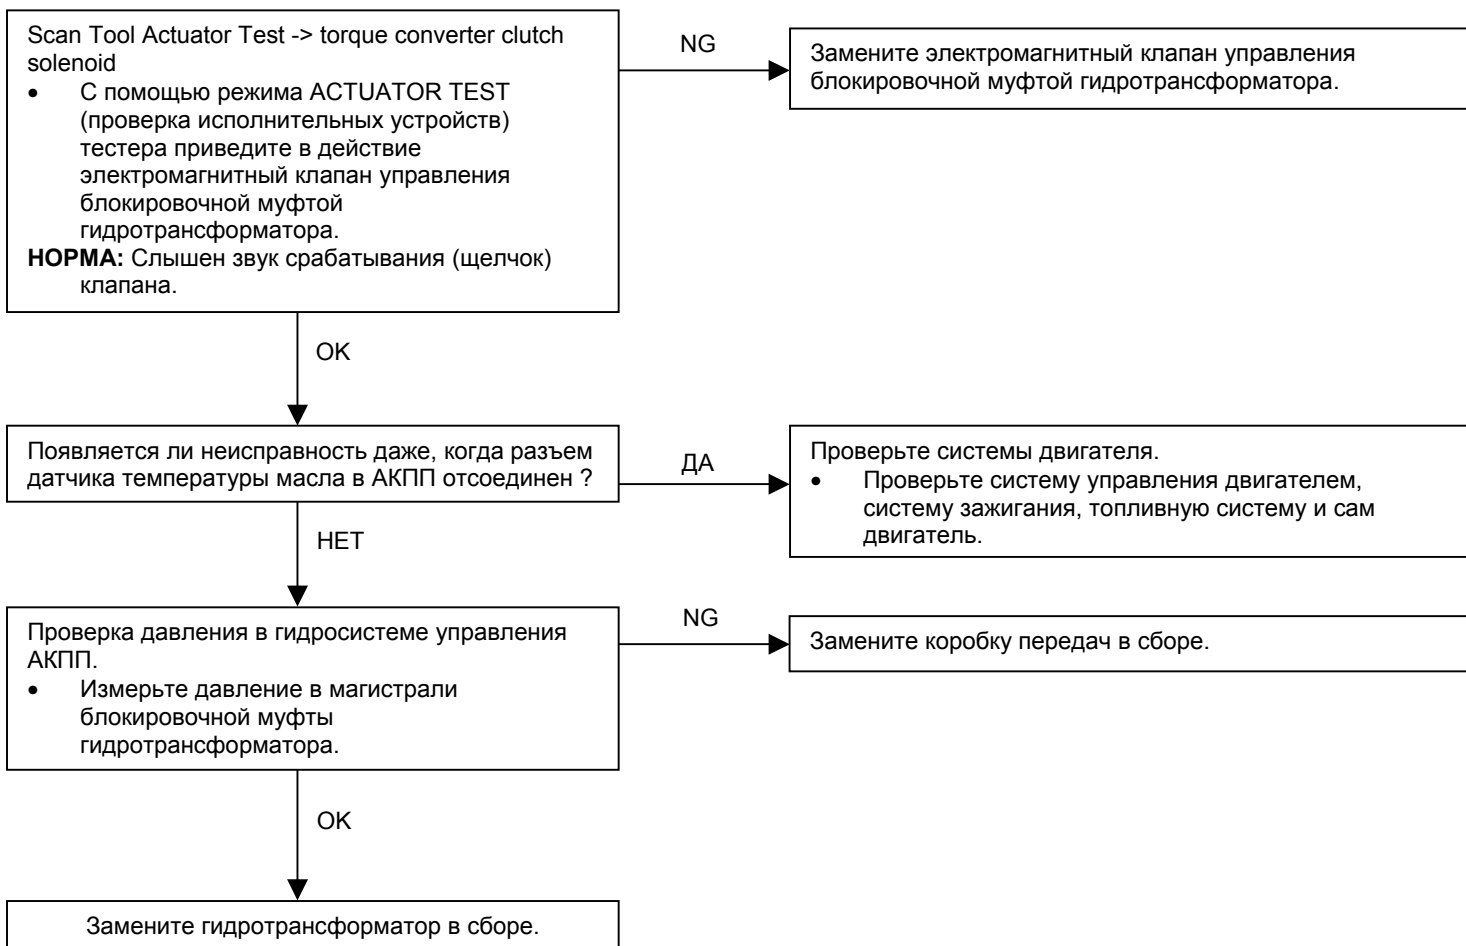 Scan Tool Actuator Test -> torque converter clutch
solenoid
• С помощью режима ACTUATOR TEST
(проверка исполнительных устройств)
тестера приведите в действие
электромагнитный клапан управления
блокировочной муфтой
гидротрансформатора.
НОРМА: Слышен звук срабатывания (щелчок)
клапана.
NG
Замените электромагнитный клапан управления
блокировочной муфтой гидротрансформатора.
OK
Появляется ли неисправность даже, когда разъем
датчика температуры масла в АКПП отсоединен ?
ДА
Проверьте системы двигателя.
• Проверьте систему управления двигателем,
систему зажигания, топливную систему и сам
двигатель.
НЕТ
Проверка давления в гидросистеме управления
АКПП.
• Измерьте давление в магистрали
блокировочной муфты
гидротрансформатора.
NG
Замените коробку передач в сборе.
OK
Замените гидротрансформатор в сборе.